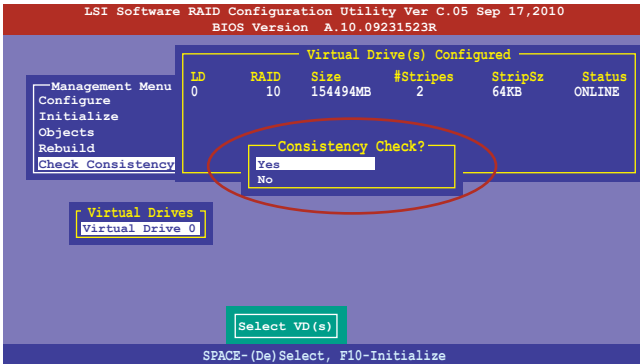 LSI Software RAID Configuration Utility Ver C.05 Sep 17,2010
BIOS Version A.10.09231523R
Virtual Drive(s) Configured
LD RAID Size #Stripes StripSz Status
0 10 154494MB 2 64KB ONLINE
Management Menu
Configure
Initialize
Objects
Rebuild
Check Consistency
Consistency Check?
Yes
No
Virtual Drives
Virtual Drive 0
Select VD(s)
SPACE-(De)Select, F10-Initialize